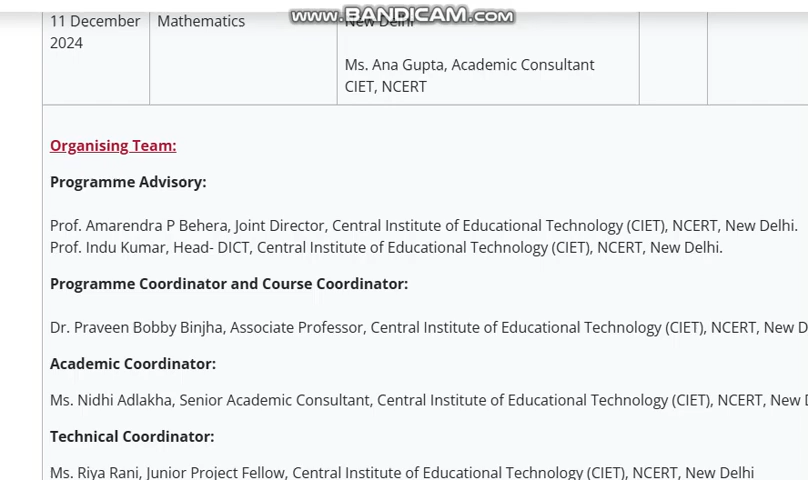 www.BANDICAM.com
11 December
2024
Mathematics
New Delhi
Ms. Ana Gupta, Academic Consultant
CIET, NCERT
Organising Team:
Programme Advisory:
Prof. Amarendra P Behera, Joint Director, Central Institute of Educational Technology (CIET), NCERT, New Delhi.
Prof. Indu Kumar, Head- DICT, Central Institute of Educational Technology (CIET), NCERT, New Delhi.
Programme Coordinator and Course Coordinator:
Dr. Praveen Bobby Binjha, Associate Professor, Central Institute of Educational Technology (CIET), NCERT, New D
Academic Coordinator:
Ms. Nidhi Adlakha, Senior Academic Consultant, Central Institute of Educational Technology (CIET), NCERT, New
Technical Coordinator:
Ms. Riya Rani, Junior Project Fellow, Central Institute of Educational Technology (CIET), NCERT, New Delhi